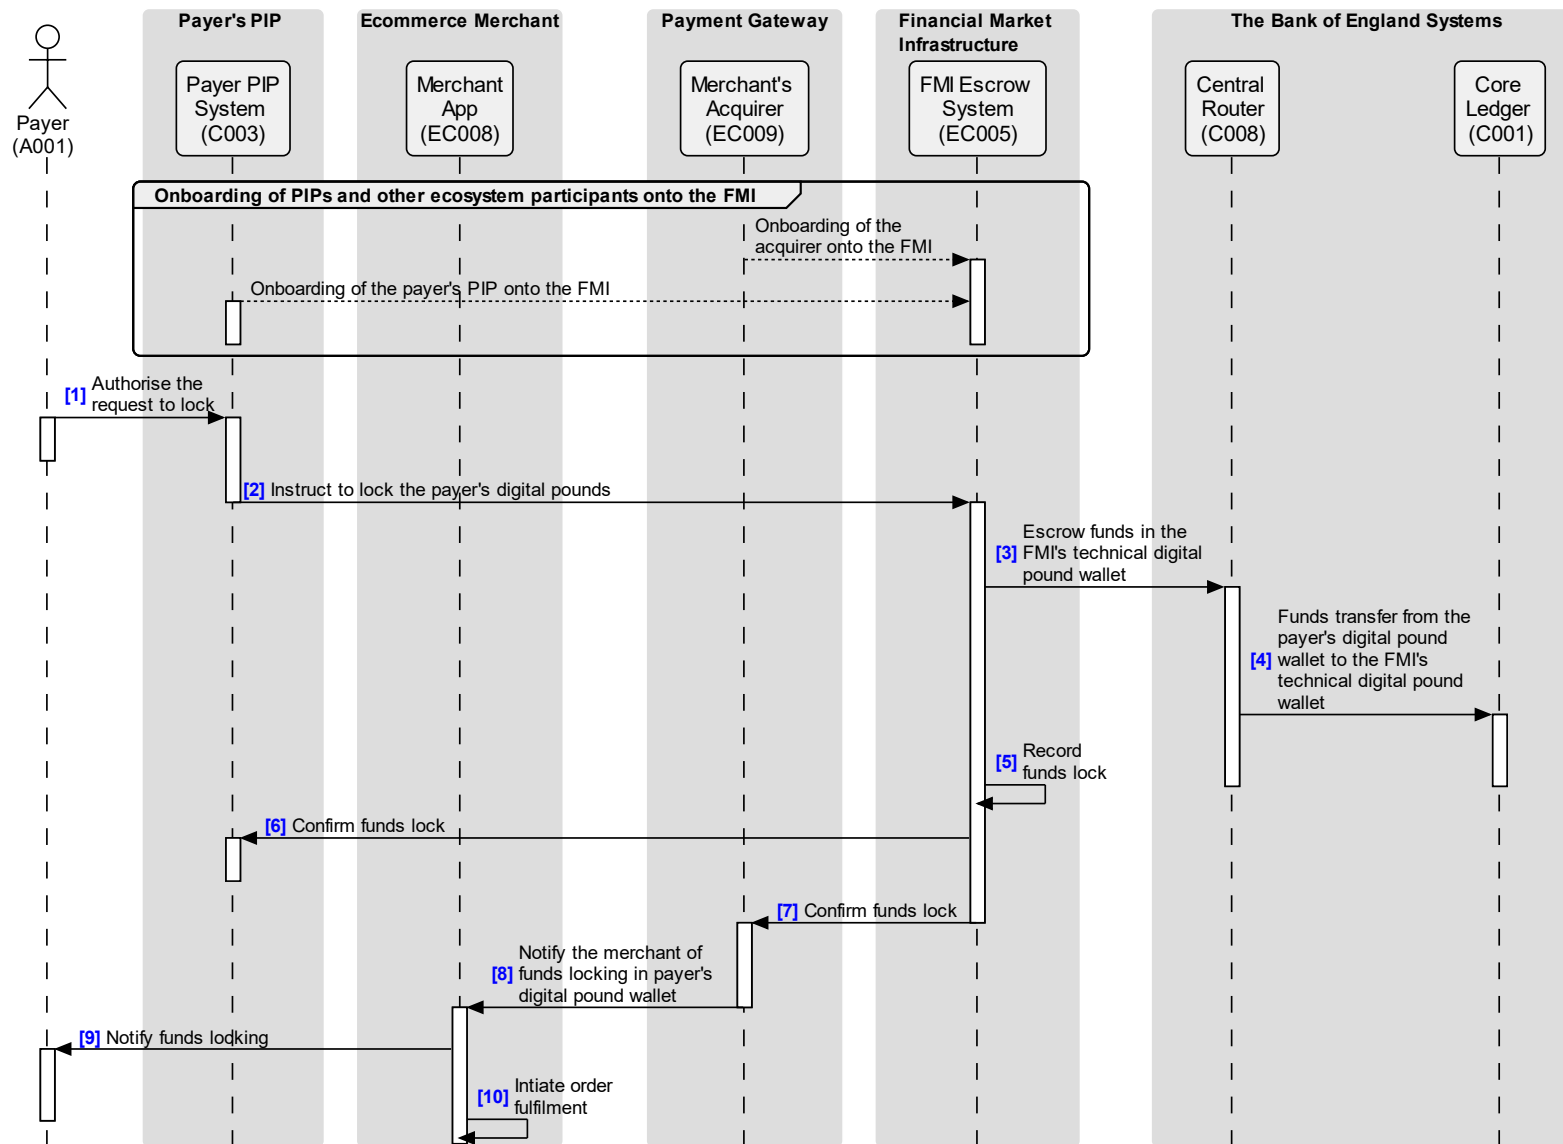 Payer's PIP
Ecommerce Merchant
Payment Gateway
Financial Market
Infrastructure
The Bank of England Systems
Payer
(A001)
Payer PIP
System
(C003)
Merchant
App
(EC008)
Merchant's
Acquirer
(EC009)
FMI Escrow
System
(EC005)
Central
Router
(C008)
Core
Ledger
(C001)
Onboarding of PIPs and other ecosystem participants onto the FMI
Onboarding of the
acquirer onto the FMI
Onboarding of the payer's PIP onto the FMI
[1] Authorise the
request to lock
[2] Instruct to lock the payer's digital pounds
Escrow funds in the
[3] FMI's technical digital
pound wallet
Funds transfer from the
payer's digital pound
[4] wallet to the FMI's
technical digital pound
wallet
[5] Record
funds lock
[6] Confirm funds lock
[7] Confirm funds lock
Notify the merchant of
[8] funds locking in payer's
digital pound wallet
[9] Notify funds locking
[10] Intiate order
fulfilment